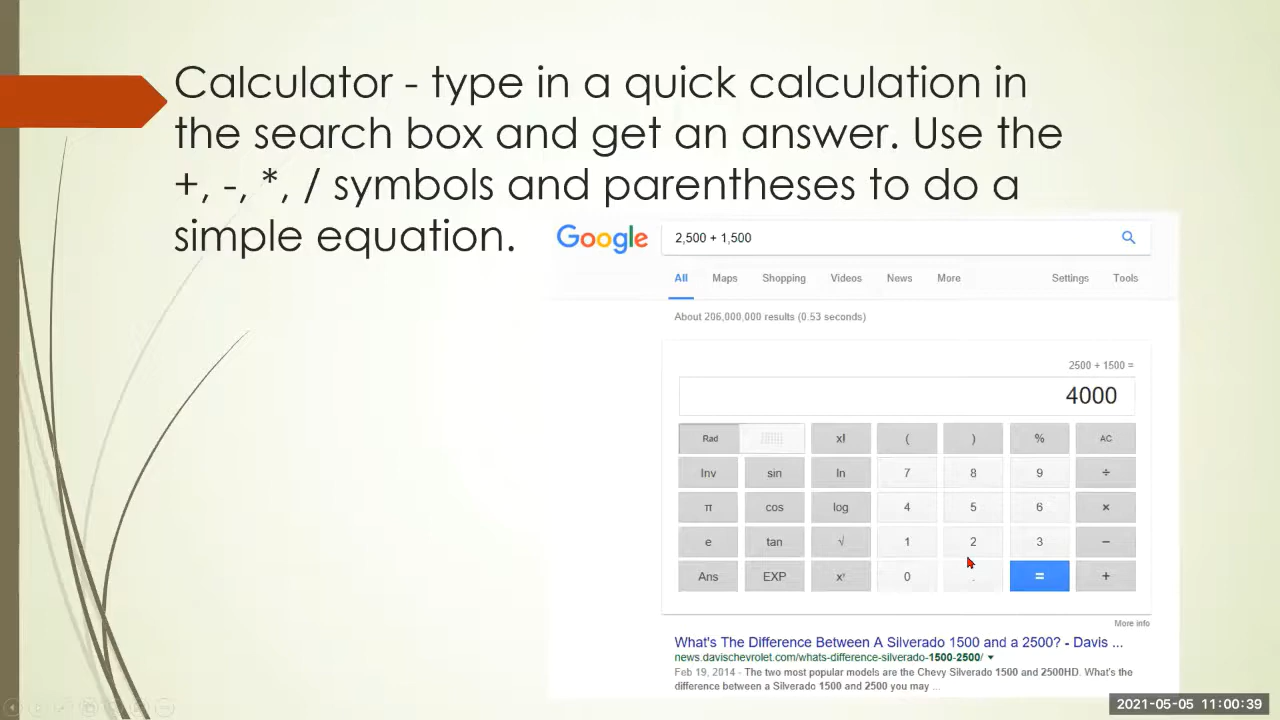 Calculator - type in a quick calculation in
the search box and get an answer. Use the
+, -, *, / symbols and parentheses to do a
simple equation.
Google 2,500 + 1,500
All Maps Shopping Videos News More Settings Tools
About 206,000,000 results (0.53 seconds)
2500 + 1500 =
4000
Rad x! ( ) % AC
Inv sin ln 7 8 9 ÷
π cos log 4 5 6 ×
e tan √ 1 2 3 −
Ans EXP xʸ 0 . = +
More info
What's The Difference Between A Silverado 1500 and a 2500? - Davis ...
news.davischevrolet.com/whats-difference-silverado-1500-2500/ ▾
Feb 19, 2014 - The two most popular models are the Chevy Silverado 1500 and 2500HD. What's the
difference between a Silverado 1500 and 2500 you may ...
2021-05-05 11:00:39